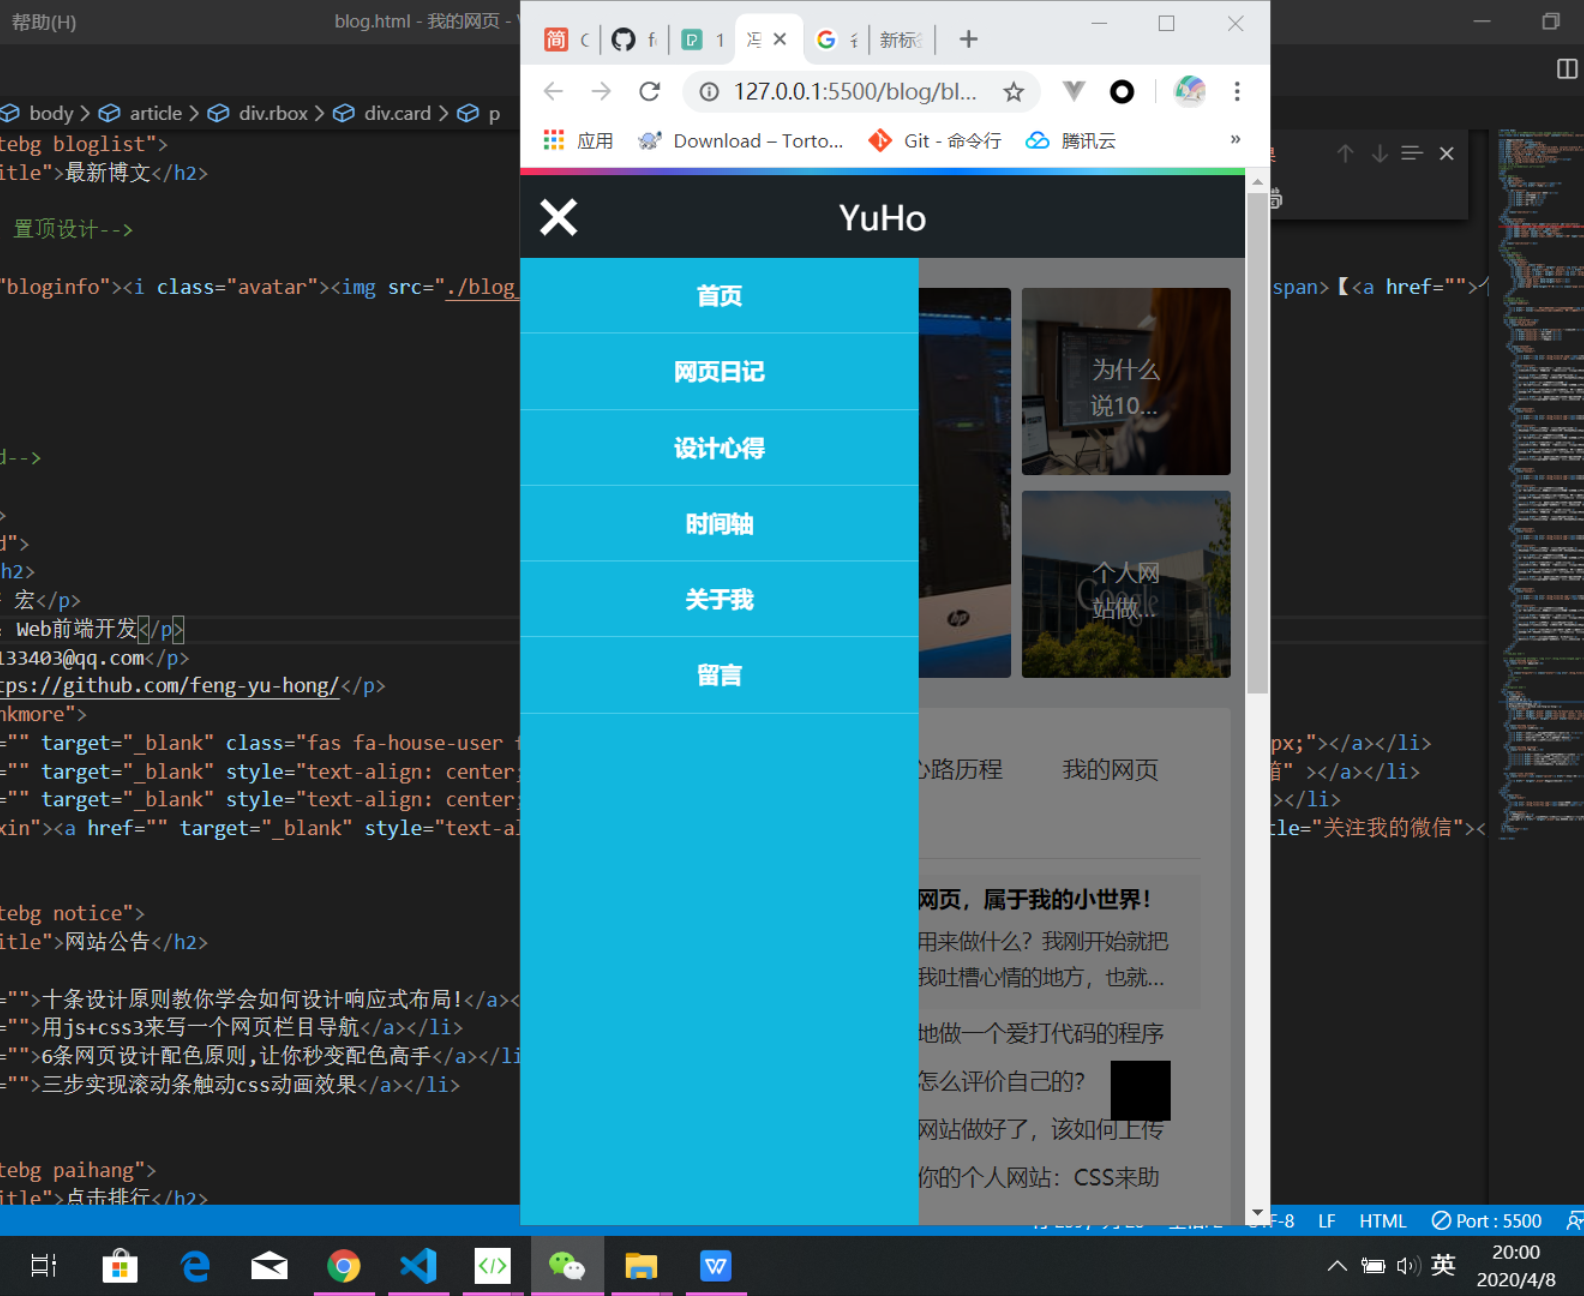 帮助(H)
blog.html - 我的网页 -
简
127.0.0.1:5500/blog/bl...
应用
Download – Torto...
Git - 命令行
腾讯云
»
body > article > div.rbox > div.card > p
tebg bloglist">
itle">最新博文</h2>
置顶设计-->
"bloginfo"><i class="avatar"><img src="./blog_
span>【<a href="">
d-->
>
d">
h2>
宏</p>
: Web前端开发</p>
133403@qq.com</p>
tps://github.com/feng-yu-hong/</p>
nkmore">
="" target="_blank" class="fas fa-house-user
px;"></a></li>
="" target="_blank" style="text-align: center;
></a></li>
="" target="_blank" style="text-align: center;
></li>
xin"><a href="" target="_blank" style="text-al
tle="关注我的微信"><
tebg notice">
itle">网站公告</h2>
="">十条设计原则教你学会如何设计响应式布局!</a><
="">用js+css3来写一个网页栏目导航</a></li>
="">6条网页设计配色原则,让你秒变配色高手</a></li
="">三步实现滚动条触动css动画效果</a></li>
tebg paihang">
itle">点击排行</h2>
YuHo
首页
网页日记
设计心得
时间轴
关于我
留言
为什么
说10...
个人网
站做...
Google
hp
心路历程
我的网页
网页，属于我的小世界！
用来做什么？我刚开始就把
我吐槽心情的地方，也就...
地做一个爱打代码的程序
怎么评价自己的？
网站做好了，该如何上传
你的个人网站：CSS来助
LF
HTML
Port : 5500
英
20:00
2020/4/8